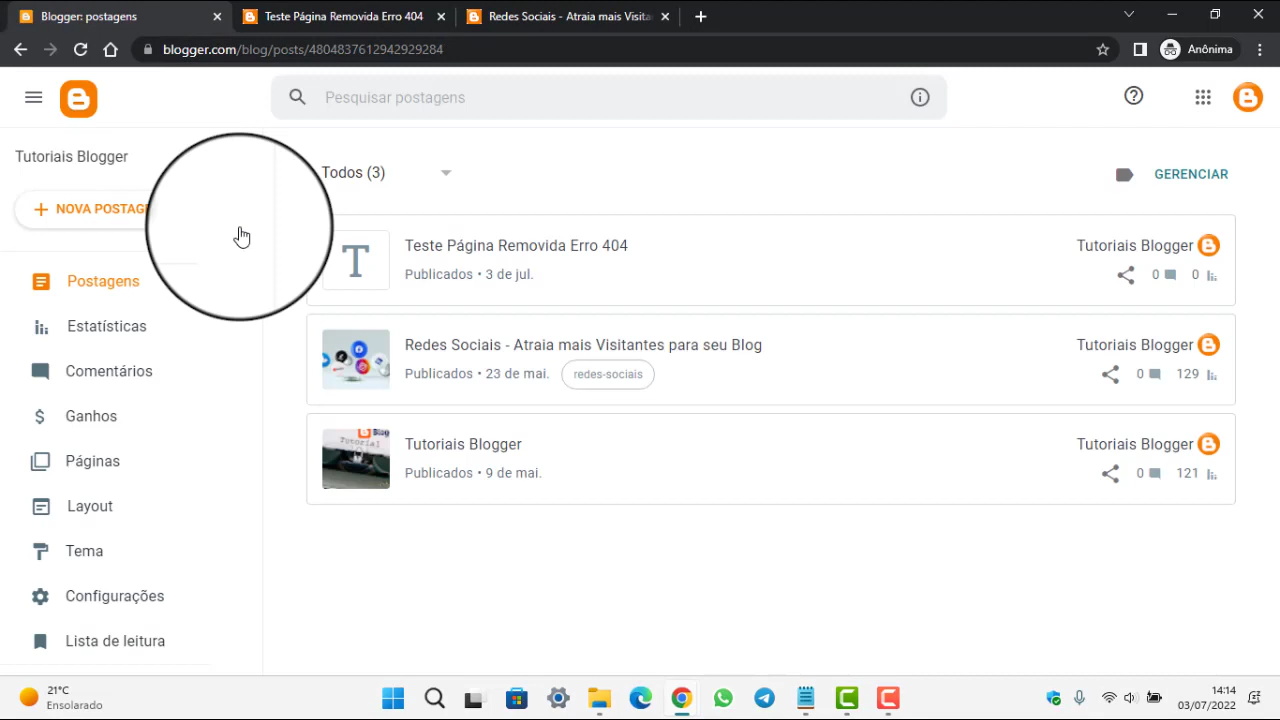 Blogger: postagens
Teste Página Removida Erro 404
Redes Sociais - Atraia mais Visita
blogger.com/blog/posts/4804837612942929284
Anônima
Pesquisar postagens
Tutoriais Blogger
NOVA POSTAG
Todos (3)
GERENCIAR
Postagens
Estatísticas
Comentários
Ganhos
Páginas
Layout
Tema
Configurações
Lista de leitura
T
Teste Página Removida Erro 404
Tutoriais Blogger
Publicados • 3 de jul.
0 0
Redes Sociais - Atraia mais Visitantes para seu Blog
Tutoriais Blogger
Publicados • 23 de mai. redes-sociais
0 129
Tutorial
Tutoriais Blogger
Tutoriais Blogger
Publicados • 9 de mai.
0 121
21°C
Ensolarado
14:14
03/07/2022